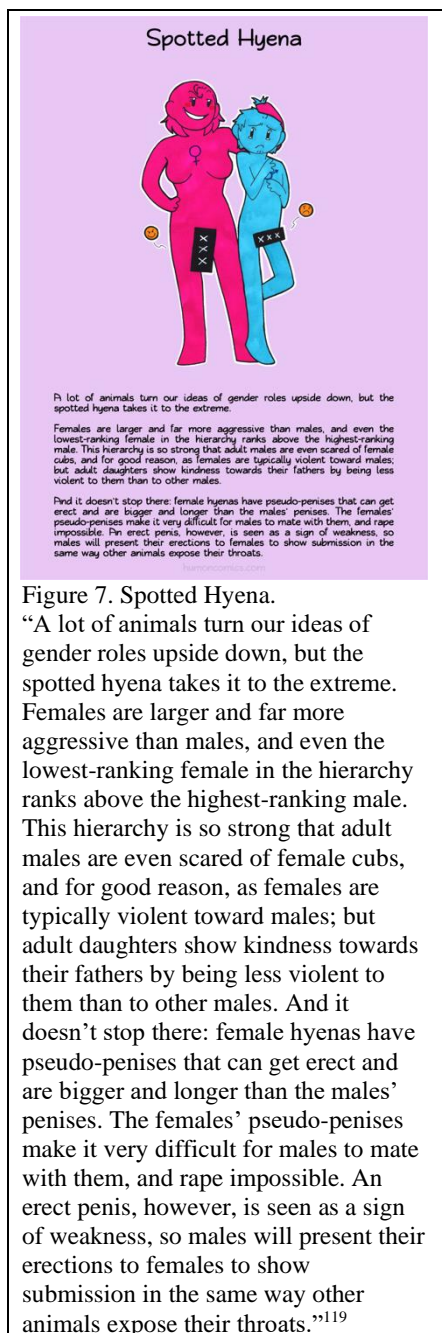 Spotted Hyena
♀
X X X
X X X
A lot of animals turn our ideas of gender roles upside down, but the
spotted hyena takes it to the extreme.
Females are larger and far more aggressive than males, and even the
lowest-ranking female in the hierarchy ranks above the highest-ranking
male. This hierarchy is so strong that adult males are even scared of female
cubs, and for good reason, as females are typically violent toward males;
but adult daughters show kindness towards their fathers by being less
violent to them than to other males.
And it doesn't stop there: female hyenas have pseudo-penises that can get
erect and are bigger and longer than the males' penises. The females'
pseudo-penises make it very difficult for males to mate with them, and rape
impossible. An erect penis, however, is seen as a sign of weakness, so
males will present their erections to females to show submission in the
same way other animals expose their throats.
humoncomics.com
Figure 7. Spotted Hyena.
“A lot of animals turn our ideas of
gender roles upside down, but the
spotted hyena takes it to the extreme.
Females are larger and far more
aggressive than males, and even the
lowest-ranking female in the hierarchy
ranks above the highest-ranking male.
This hierarchy is so strong that adult
males are even scared of female cubs,
and for good reason, as females are
typically violent toward males; but
adult daughters show kindness towards
their fathers by being less violent to
them than to other males. And it
doesn’t stop there: female hyenas have
pseudo-penises that can get erect and
are bigger and longer than the males’
penises. The females’ pseudo-penises
make it very difficult for males to mate
with them, and rape impossible. An
erect penis, however, is seen as a sign
of weakness, so males will present their
erections to females to show
submission in the same way other
animals expose their throats.”119